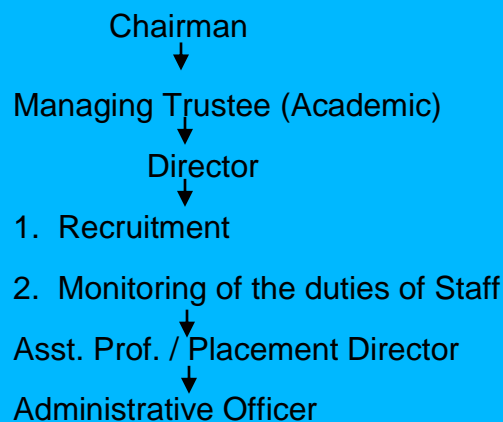 Chairman
Managing Trustee (Academic)
Director
1. Recruitment
2. Monitoring of the duties of Staff
Asst. Prof. / Placement Director
Administrative Officer